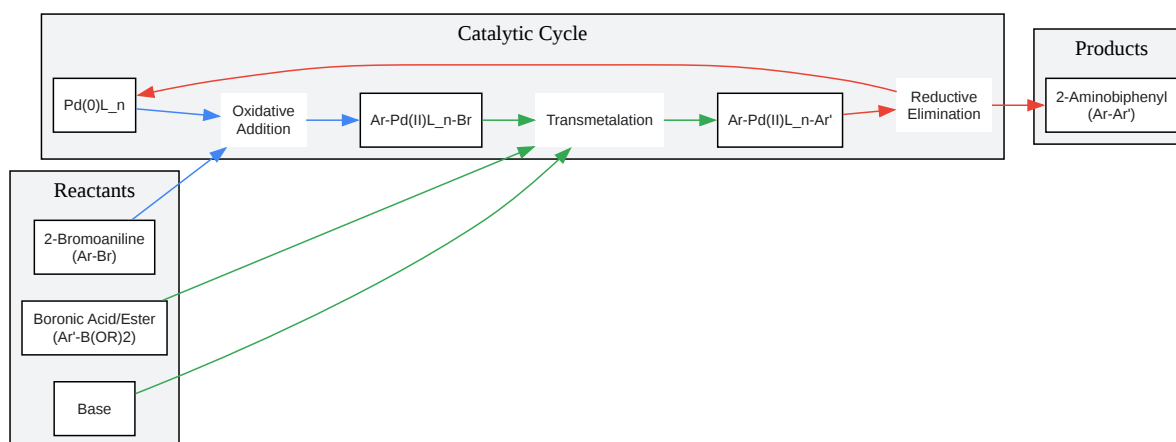 Catalytic Cycle
Products
Pd(0)L_n
Oxidative
Addition
Ar-Pd(II)L_n-Br
Transmetalation
Ar-Pd(II)L_n-Ar'
Reductive
Elimination
2-Aminobiphenyl
(Ar-Ar')
Reactants
2-Bromoaniline
(Ar-Br)
Boronic Acid/Ester
(Ar'-B(OR)2)
Base